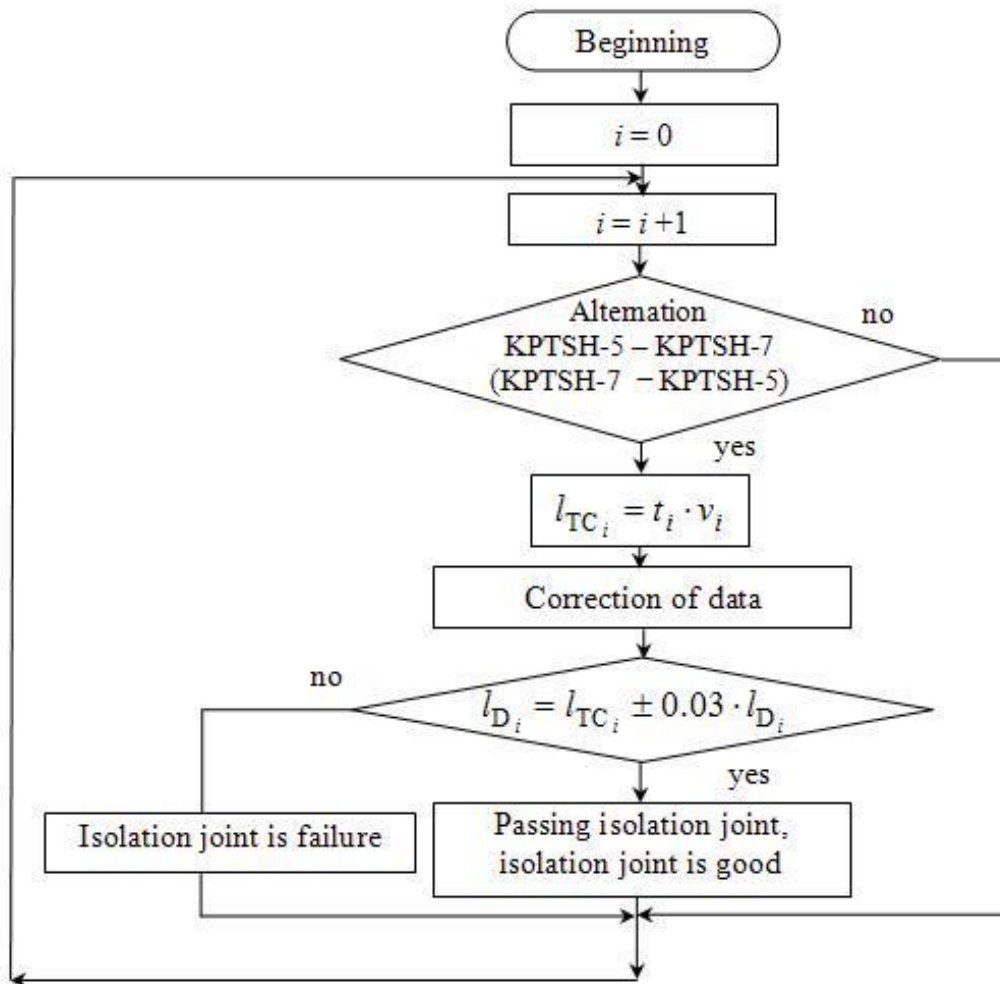 Beginning
i = 0
i = i +1
Altemation
KPTSH-5 – KPTSH-7
(KPTSH-7 – KPTSH-5)
no
yes
l_TC_i = t_i · v_i
Correction of data
no
l_D_i = l_TC_i ± 0.03 · l_D_i
yes
Isolation joint is failure
Passing isolation joint,
isolation joint is good